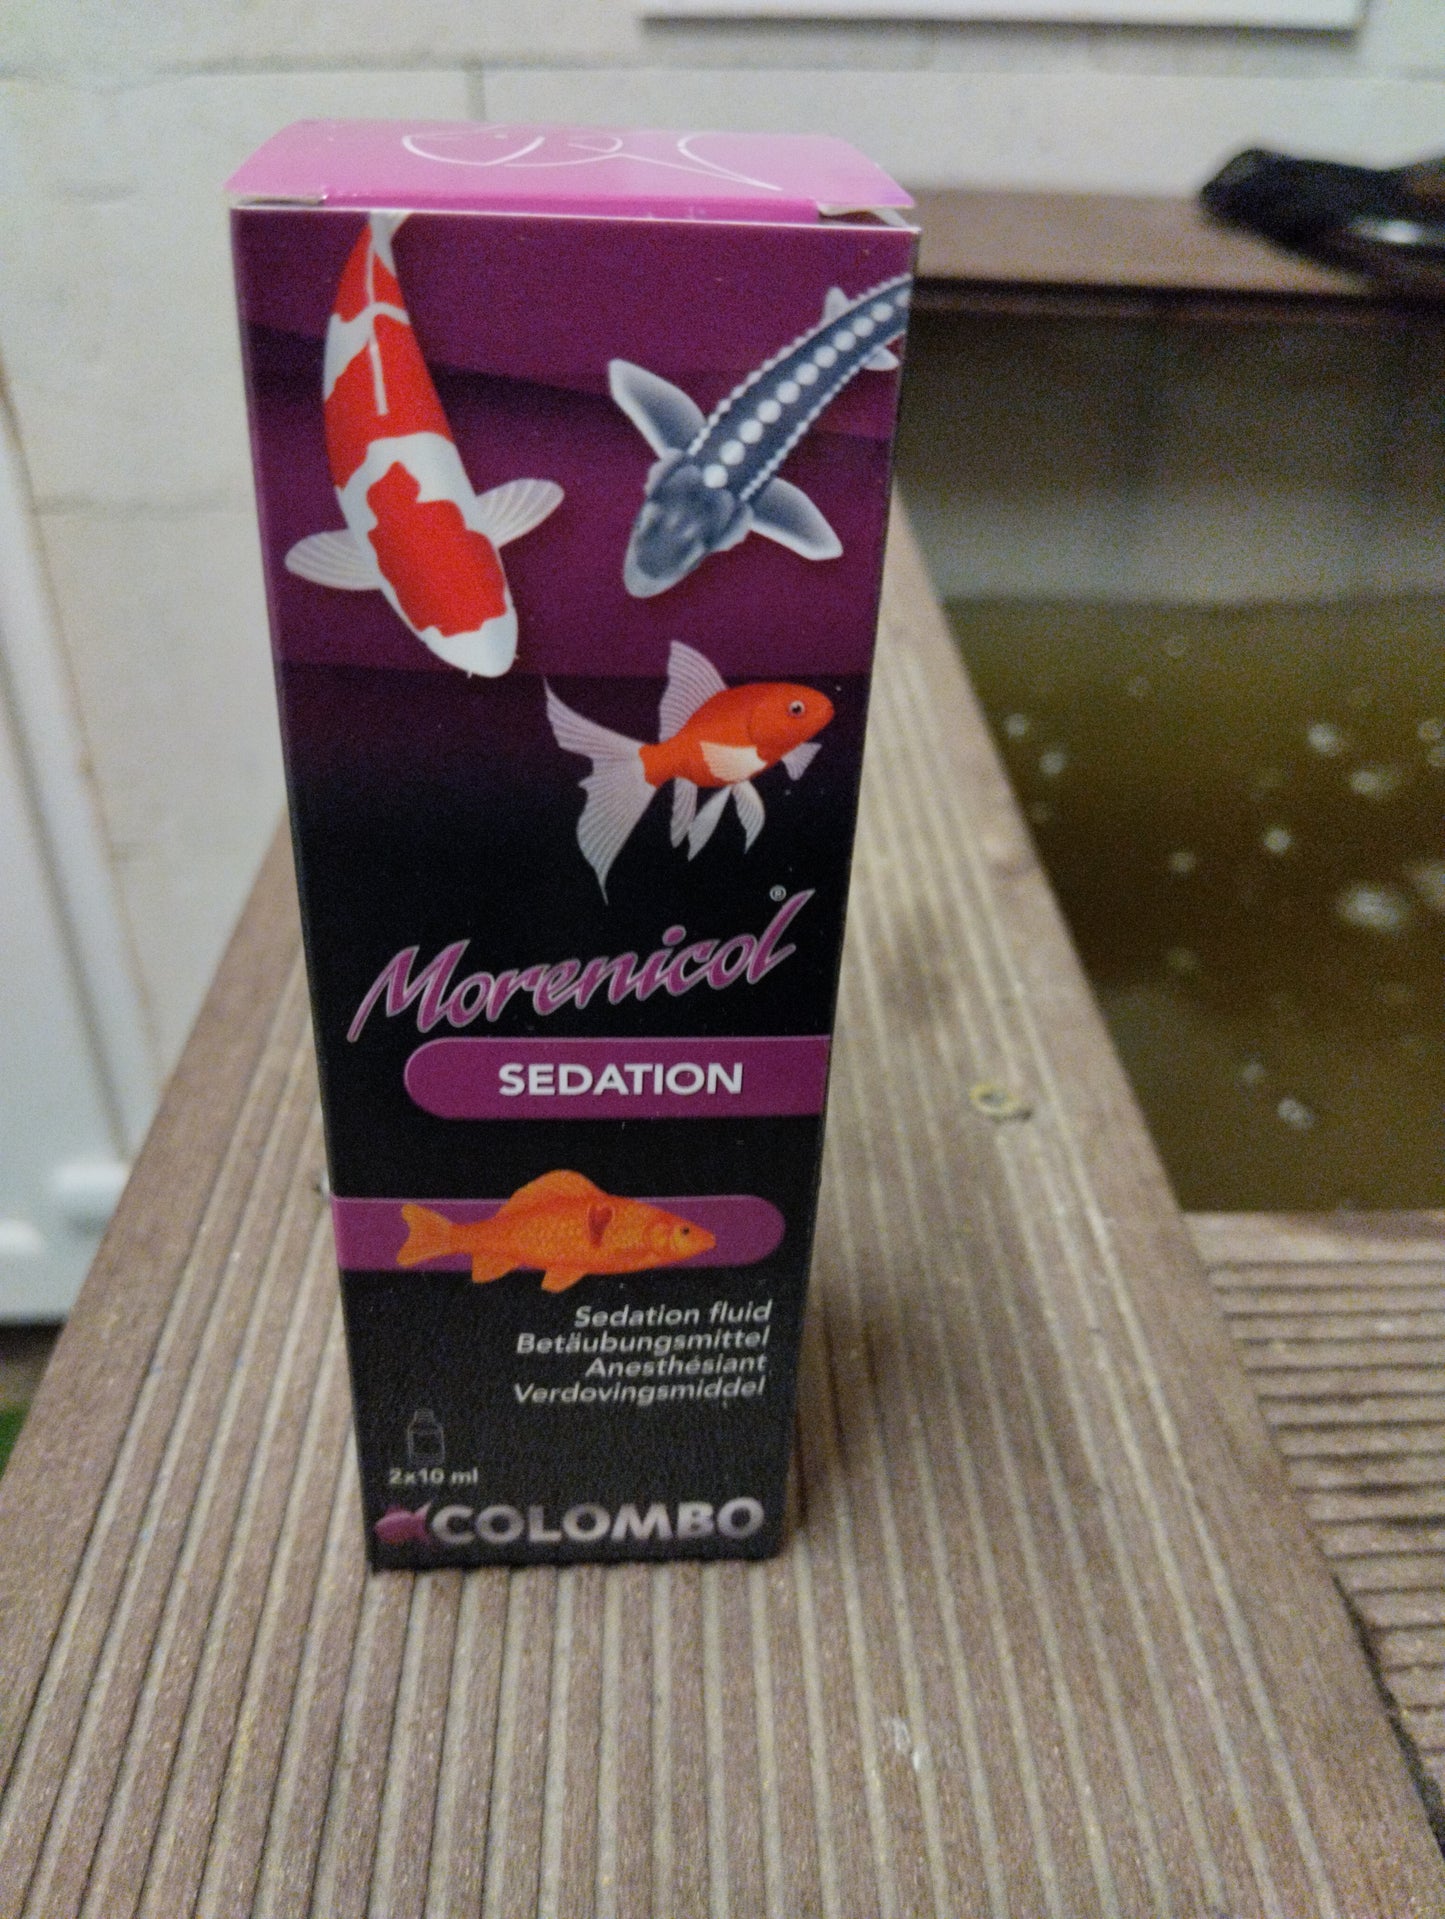 Morenicol®
SEDATION
Sedation fluid
Betäubungsmittel
Anesthésiant
Verdovingsmiddel
2x10 ml
COLOMBO